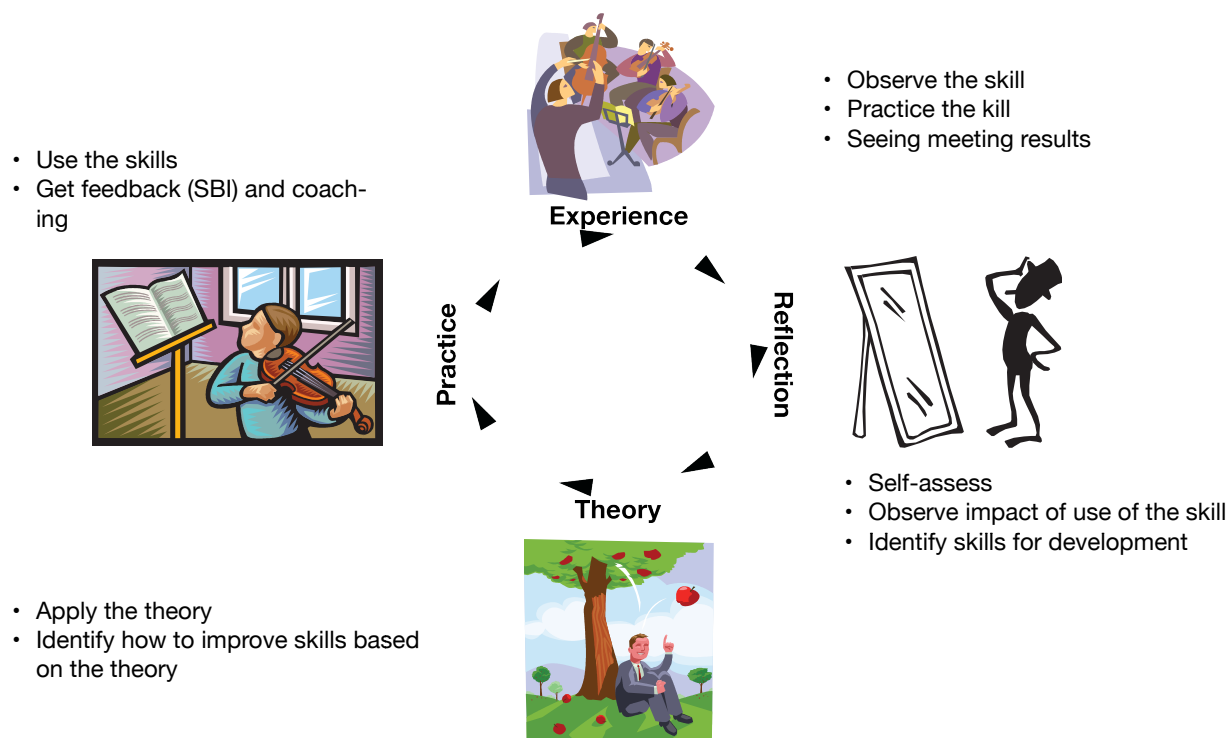 • Observe the skill
• Practice the kill
• Seeing meeting results
• Use the skills
• Get feedback (SBI) and coach-
ing
Experience
Reflection
Practice
Theory
• Self-assess
• Observe impact of use of the skill
• Identify skills for development
• Apply the theory
• Identify how to improve skills based
on the theory